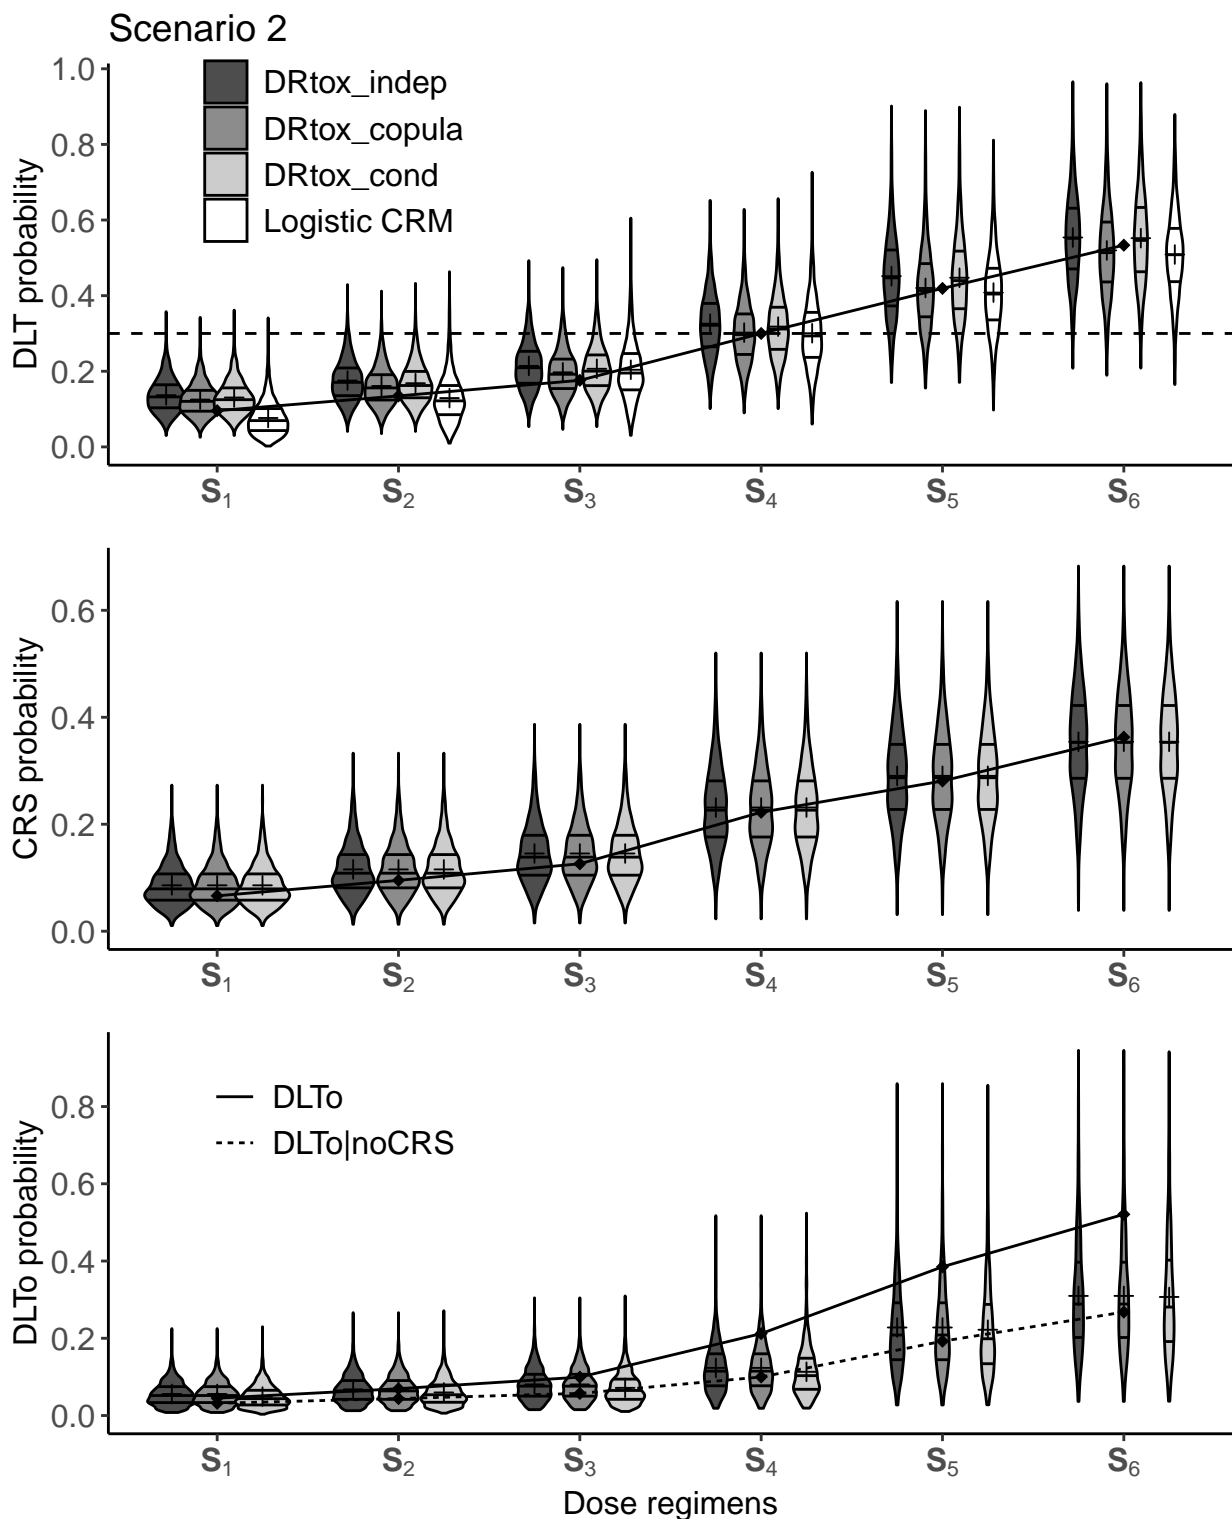 Scenario 2
DRtox_indep
DRtox_copula
DRtox_cond
Logistic CRM
DLT probability
1.0
0.8
0.6
0.4
0.2
0.0
S1 S2 S3 S4 S5 S6
CRS probability
0.6
0.4
0.2
0.0
S1 S2 S3 S4 S5 S6
DLTo
DLTo|noCRS
DLTo probability
0.8
0.6
0.4
0.2
0.0
S1 S2 S3 S4 S5 S6
Dose regimens